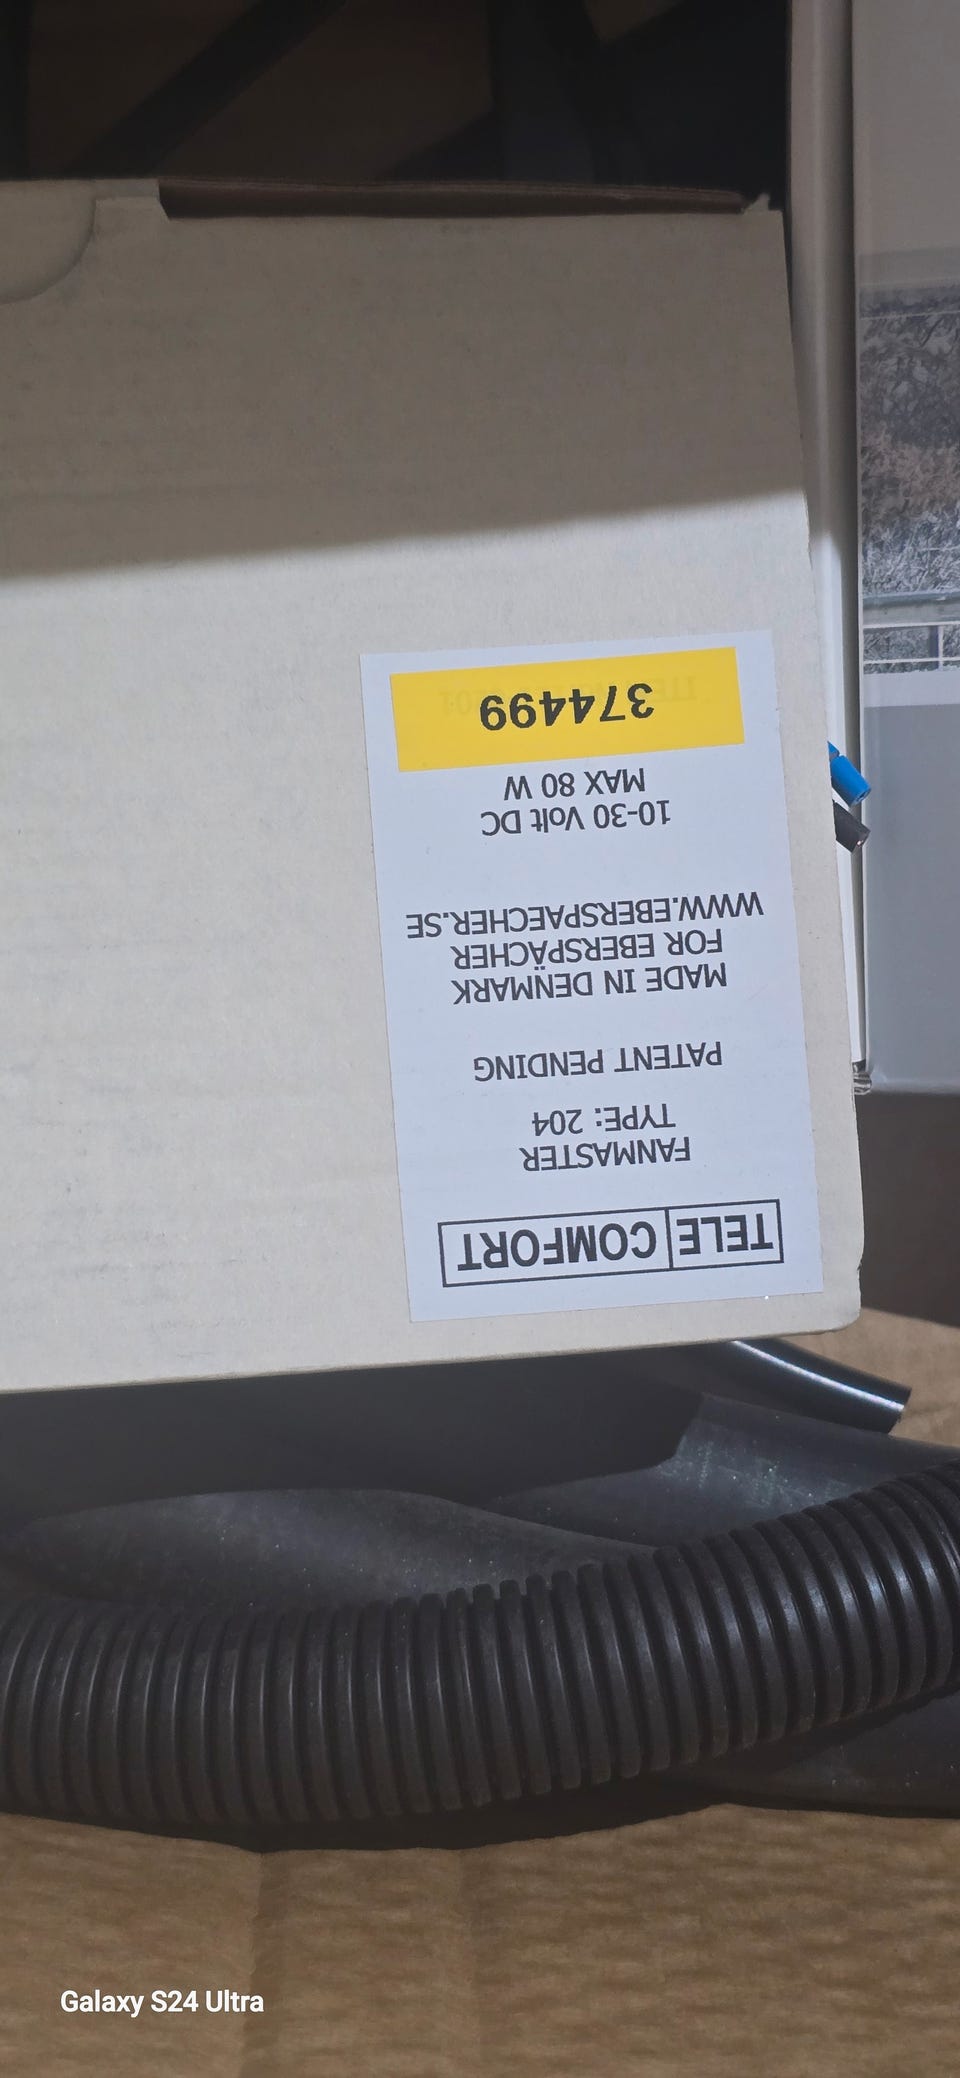 TELE COMFORT
FANMASTER
TYPE: 204
PATENT PENDING
MADE IN DENMARK
FOR EBERSPÄCHER
WWW.EBERSPAECHER.SE
10-30 Volt DC
MAX 80 W
374499
Galaxy S24 Ultra